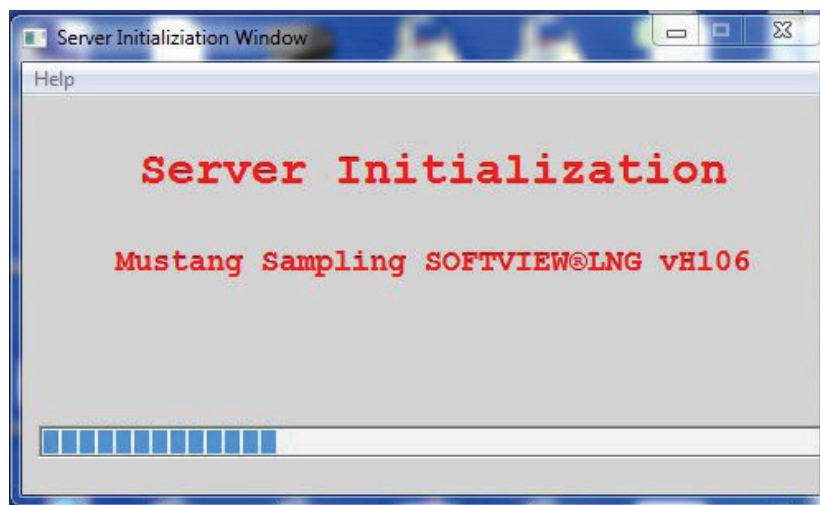 Server Initializiation Window
Help
Server Initialization
Mustang Sampling SOFTVIEW®LNG vH106